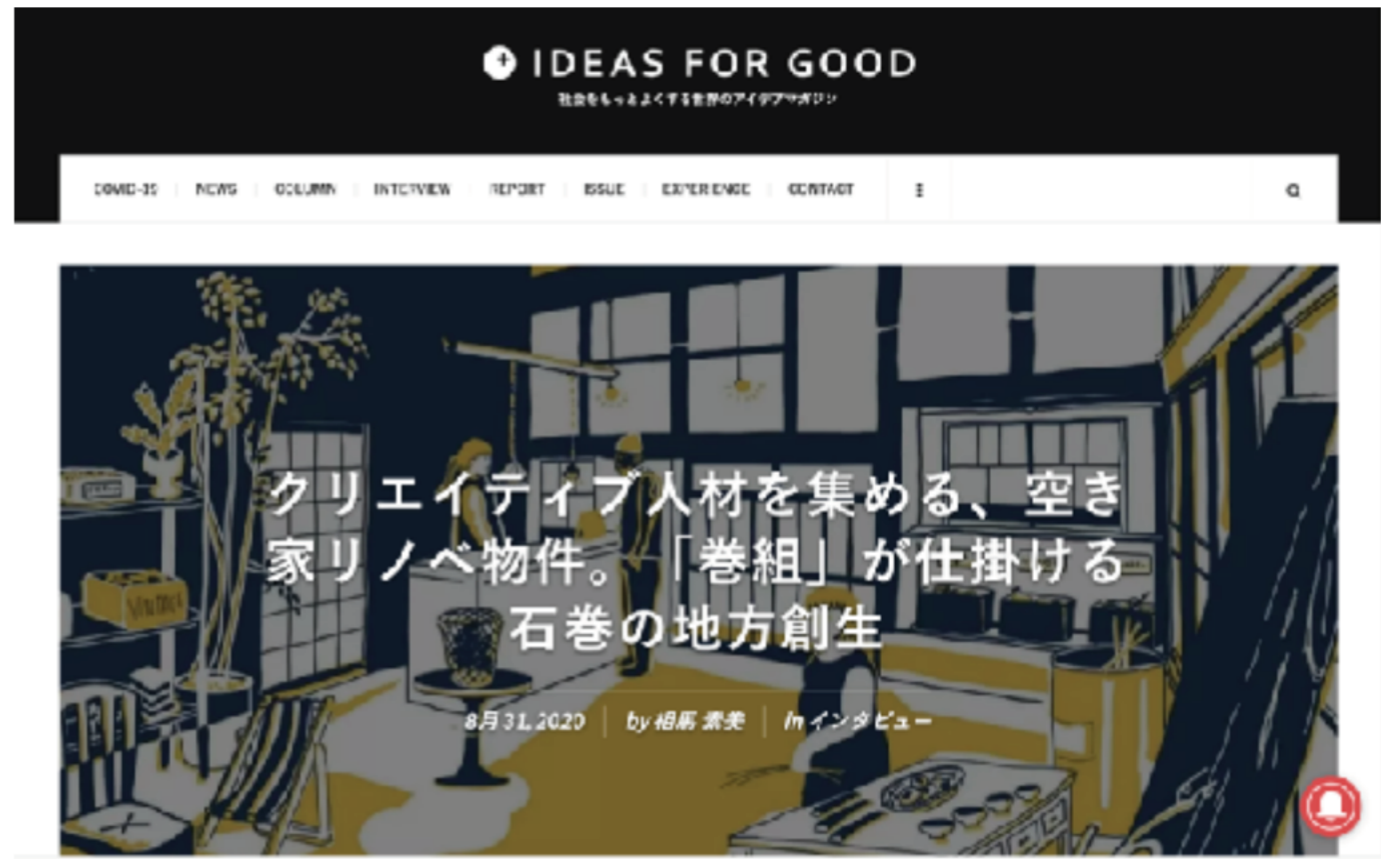 IDEAS FOR GOOD
社会をもっとよくする世界のアイデアマガジン
COVID-19 NEWS COLUMN INTERVIEW REPORT ISSUE EXPERIENCE CONTACT
クリエイティブ人材を集める、空き
家リノベ物件。「巻組」が仕掛ける
石巻の地方創生
8月 31, 2020 by 相馬 素美 in インタビュー